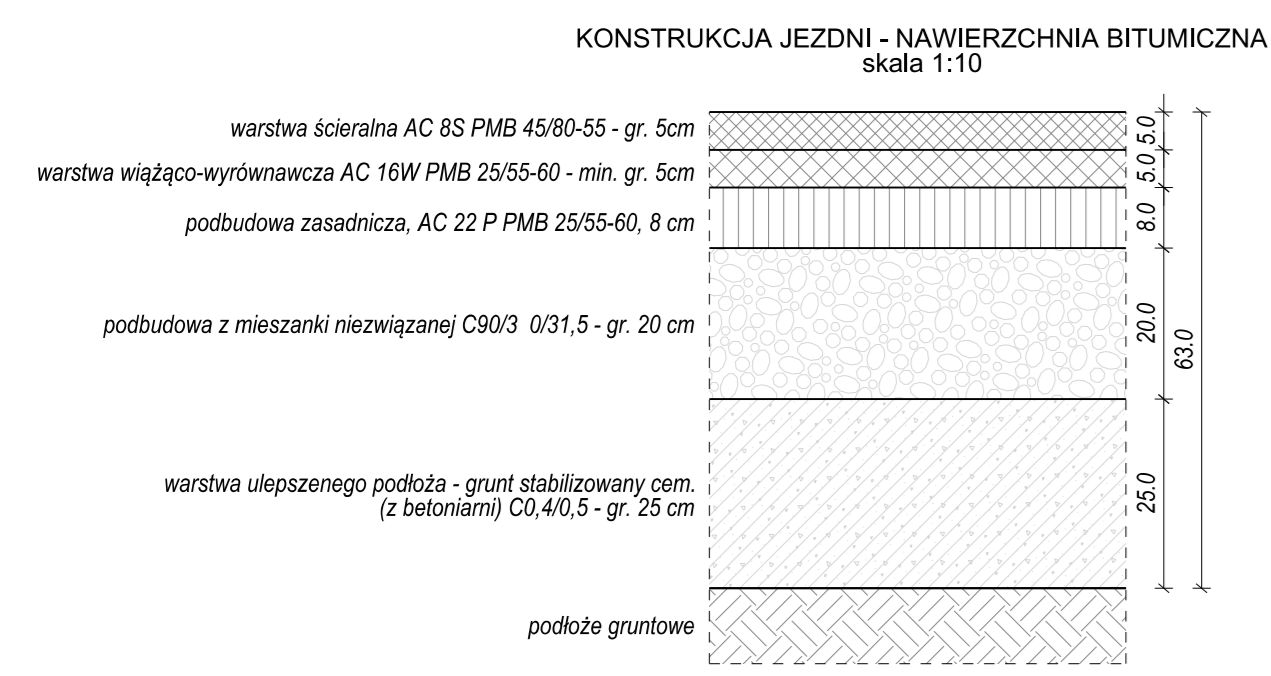 KONSTRUKCJA JEZDNI - NAWIERZCHNIA BITUMICZNA
skala 1:10
warstwa ścieralna AC 8S PMB 45/80-55 - gr. 5cm
5.0
warstwa wiążąco-wyrównawcza AC 16W PMB 25/55-60 - min. gr. 5cm
5.0
podbudowa zasadnicza, AC 22 P PMB 25/55-60, 8 cm
8.0
podbudowa z mieszanki niezwiązanej C90/3 0/31,5 - gr. 20 cm
20.0
63.0
warstwa ulepszenego podłoża - grunt stabilizowany cem.
(z betoniarni) C0,4/0,5 - gr. 25 cm
25.0
podłoże gruntowe